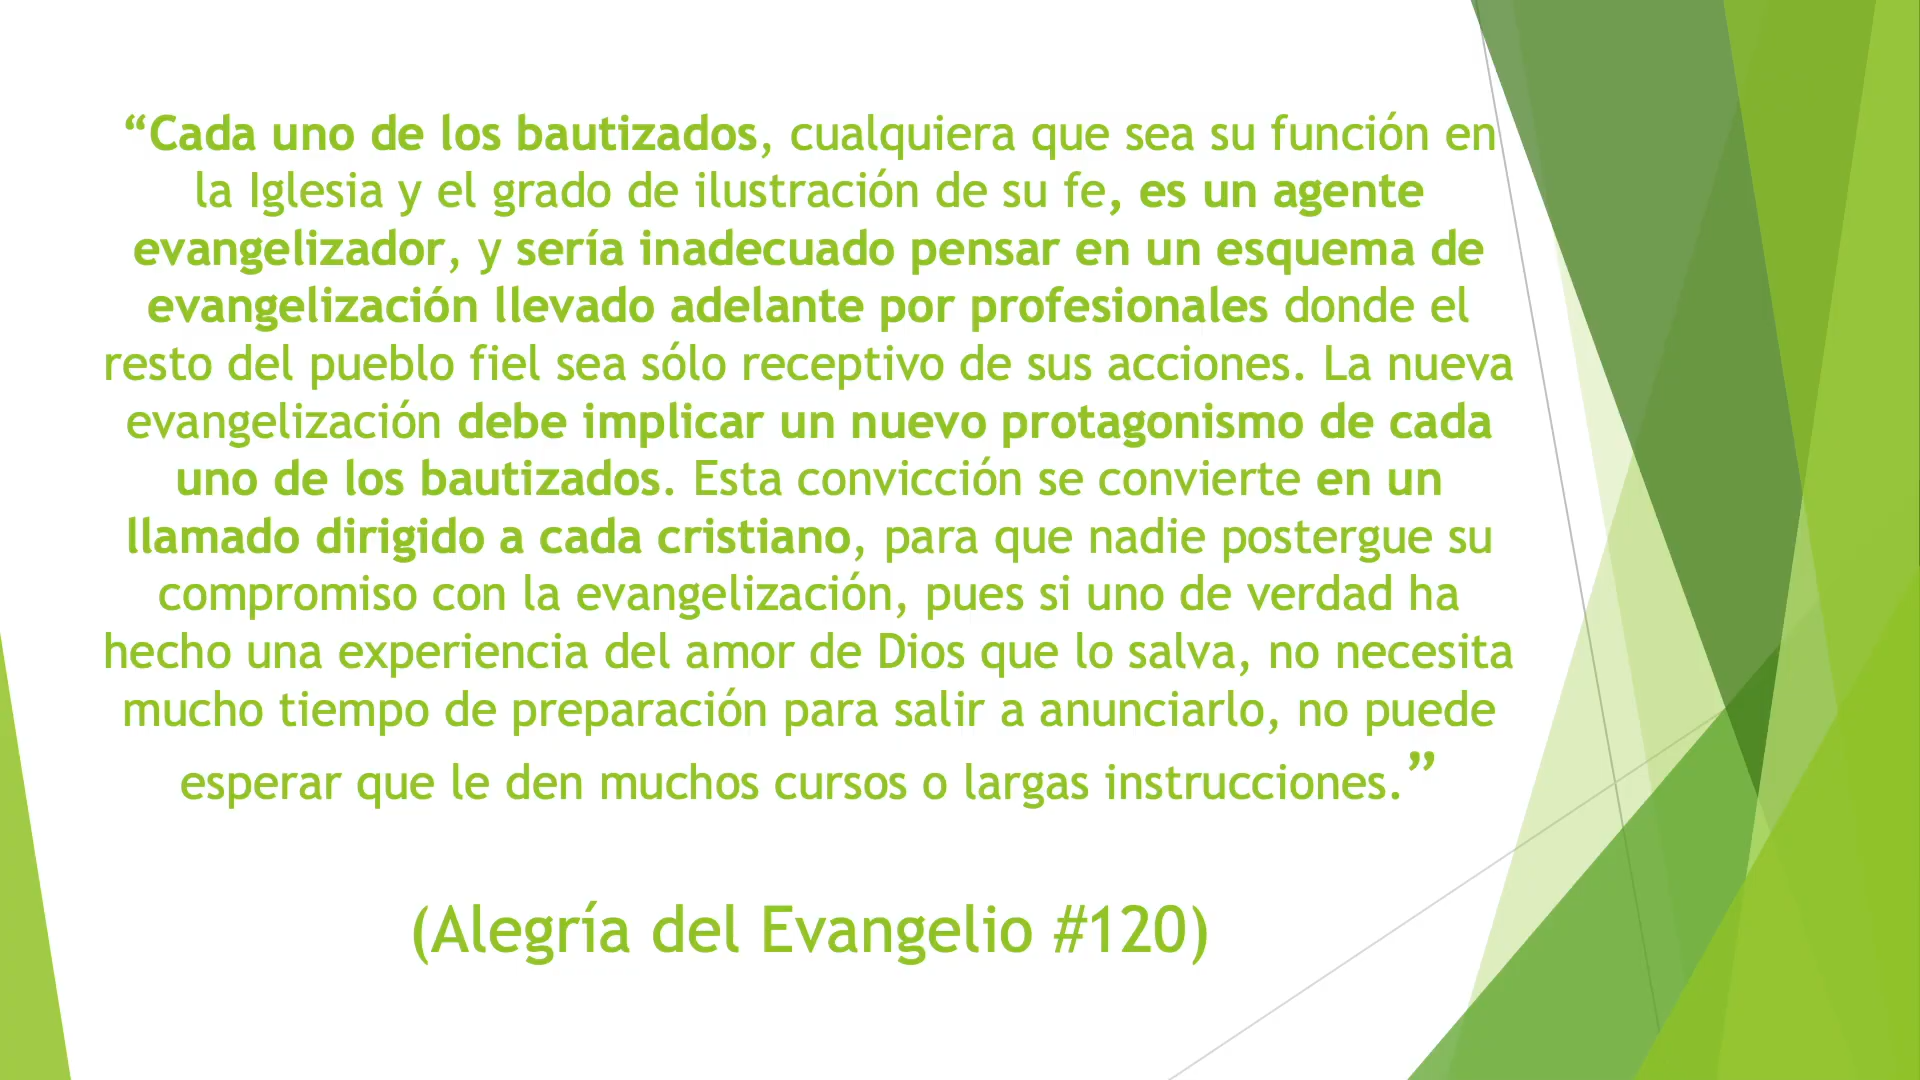 “Cada uno de los bautizados, cualquiera que sea su función en
la Iglesia y el grado de ilustración de su fe, es un agente
evangelizador, y sería inadecuado pensar en un esquema de
evangelización llevado adelante por profesionales donde el
resto del pueblo fiel sea sólo receptivo de sus acciones. La nueva
evangelización debe implicar un nuevo protagonismo de cada
uno de los bautizados. Esta convicción se convierte en un
llamado dirigido a cada cristiano, para que nadie postergue su
compromiso con la evangelización, pues si uno de verdad ha
hecho una experiencia del amor de Dios que lo salva, no necesita
mucho tiempo de preparación para salir a anunciarlo, no puede
esperar que le den muchos cursos o largas instrucciones.”
(Alegría del Evangelio #120)